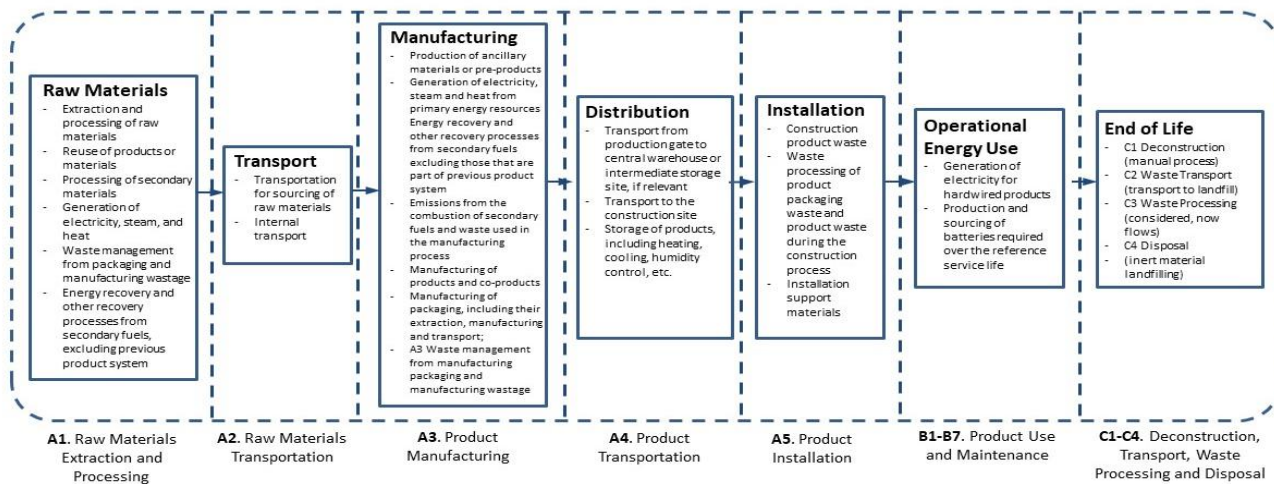 Raw Materials
- Extraction and
processing of raw
materials
- Reuse of products or
materials
- Processing of secondary
materials
- Generation of
electricity, steam, and
heat
- Waste management
from packaging and
manufacturing wastage
- Energy recovery and
other recovery
processes from
secondary fuels,
excluding previous
product system
A1. Raw Materials
Extraction and
Processing
Transport
- Transportation
for sourcing of
raw materials
- Internal
transport
A2. Raw Materials
Transportation
Manufacturing
- Production of ancillary
materials or pre-products
- Generation of electricity,
steam and heat from
primary energy resources
Energy recovery and
other recovery processes
from secondary fuels
excluding those that are
part of previous product
system
- Emissions from the
combustion of secondary
fuels and waste used in
the manufacturing
process
- Manufacturing of
products and co-products
- Manufacturing of
packaging, including their
extraction, manufacturing
and transport;
- A3 Waste management
from manufacturing
packaging and
manufacturing wastage
A3. Product
Manufacturing
Distribution
- Transport from
production gate to
central warehouse or
intermediate storage
site, if relevant
- Transport to the
construction site
- Storage of products,
including heating,
cooling, humidity
control, etc.
A4. Product
Transportation
Installation
- Construction
product waste
- Waste
processing of
product
packaging
waste and
product waste
during the
construction
process
- Installation
support
materials
A5. Product
Installation
Operational
Energy Use
- Generation of
electricity for
hardwired products
- Production and
sourcing of
batteries required
over the reference
service life
B1-B7. Product Use
and Maintenance
End of Life
- C1 Deconstruction
(manual process)
- C2 Waste Transport
(transport to landfill)
- C3 Waste Processing
(considered, now
flows)
- C4 Disposal
- (inert material
landfilling)
C1-C4. Deconstruction,
Transport, Waste
Processing and Disposal